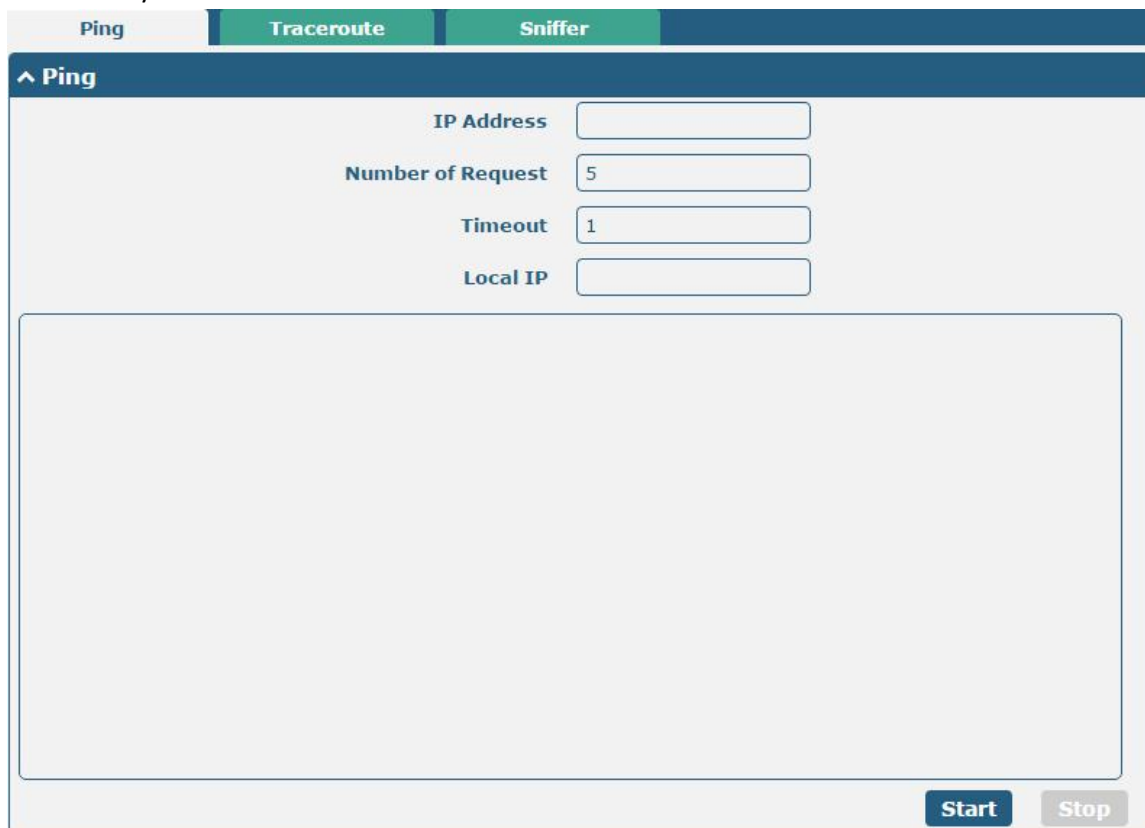 Ping Traceroute Sniffer
Ping
IP Address
Number of Request 5
Timeout 1
Local IP
Start Stop